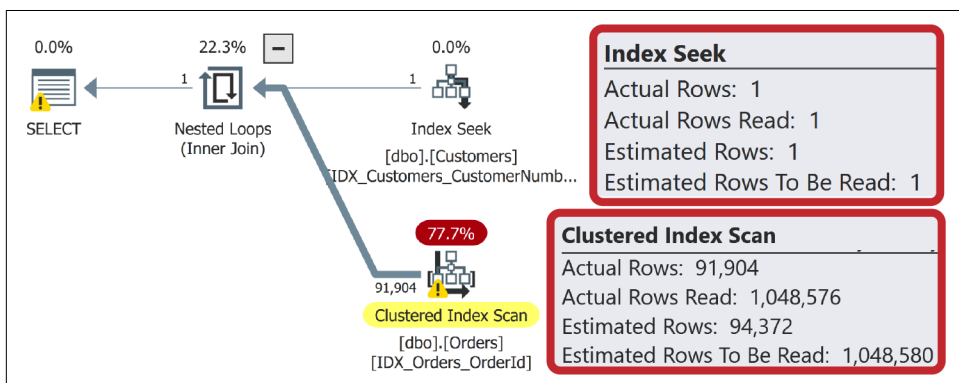 0.0%
22.3%
0.0%
1
1
SELECT
Nested Loops
(Inner Join)
Index Seek
[dbo].[Customers]
[IDX_Customers_CustomerNumb...
77.7%
91,904
Clustered Index Scan
[dbo].[Orders]
[IDX_Orders_OrderId]
Index Seek
Actual Rows: 1
Actual Rows Read: 1
Estimated Rows: 1
Estimated Rows To Be Read: 1
Clustered Index Scan
Actual Rows: 91,904
Actual Rows Read: 1,048,576
Estimated Rows: 94,372
Estimated Rows To Be Read: 1,048,580